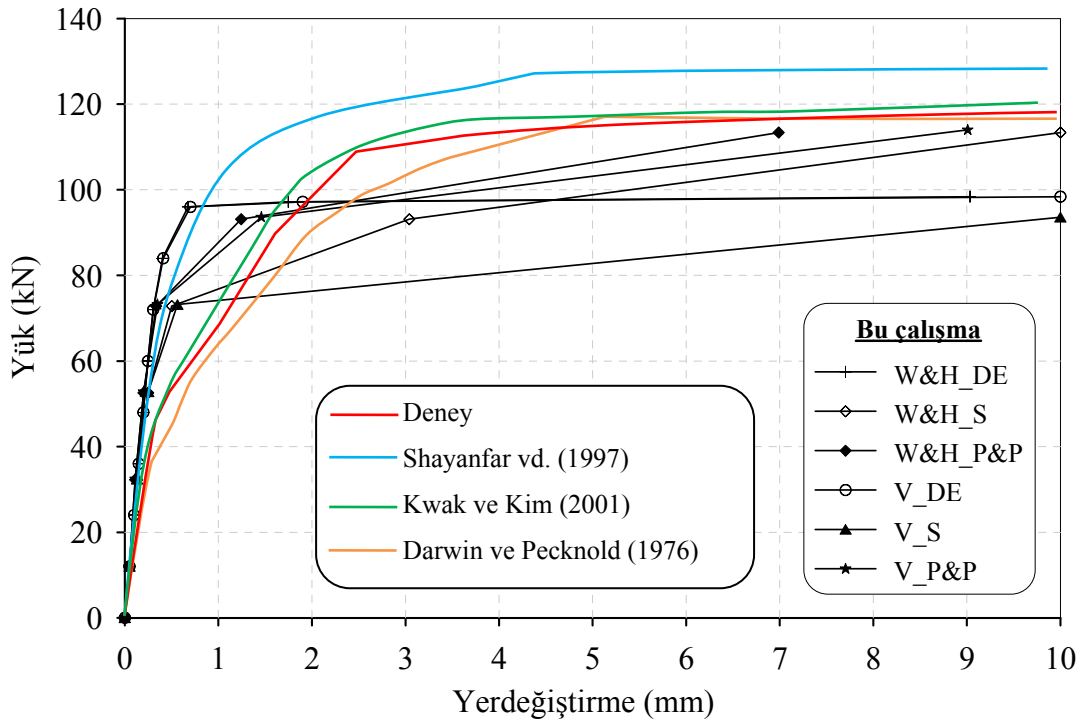 140
120
100
80
60
40
20
0
Yük (kN)
0 1 2 3 4 5 6 7 8 9 10
Yerdeğiştirme (mm)
Deney
Shayanfar vd. (1997)
Kwak ve Kim (2001)
Darwin ve Pecknold (1976)
Bu çalışma
W&H_DE
W&H_S
W&H_P&P
V_DE
V_S
V_P&P